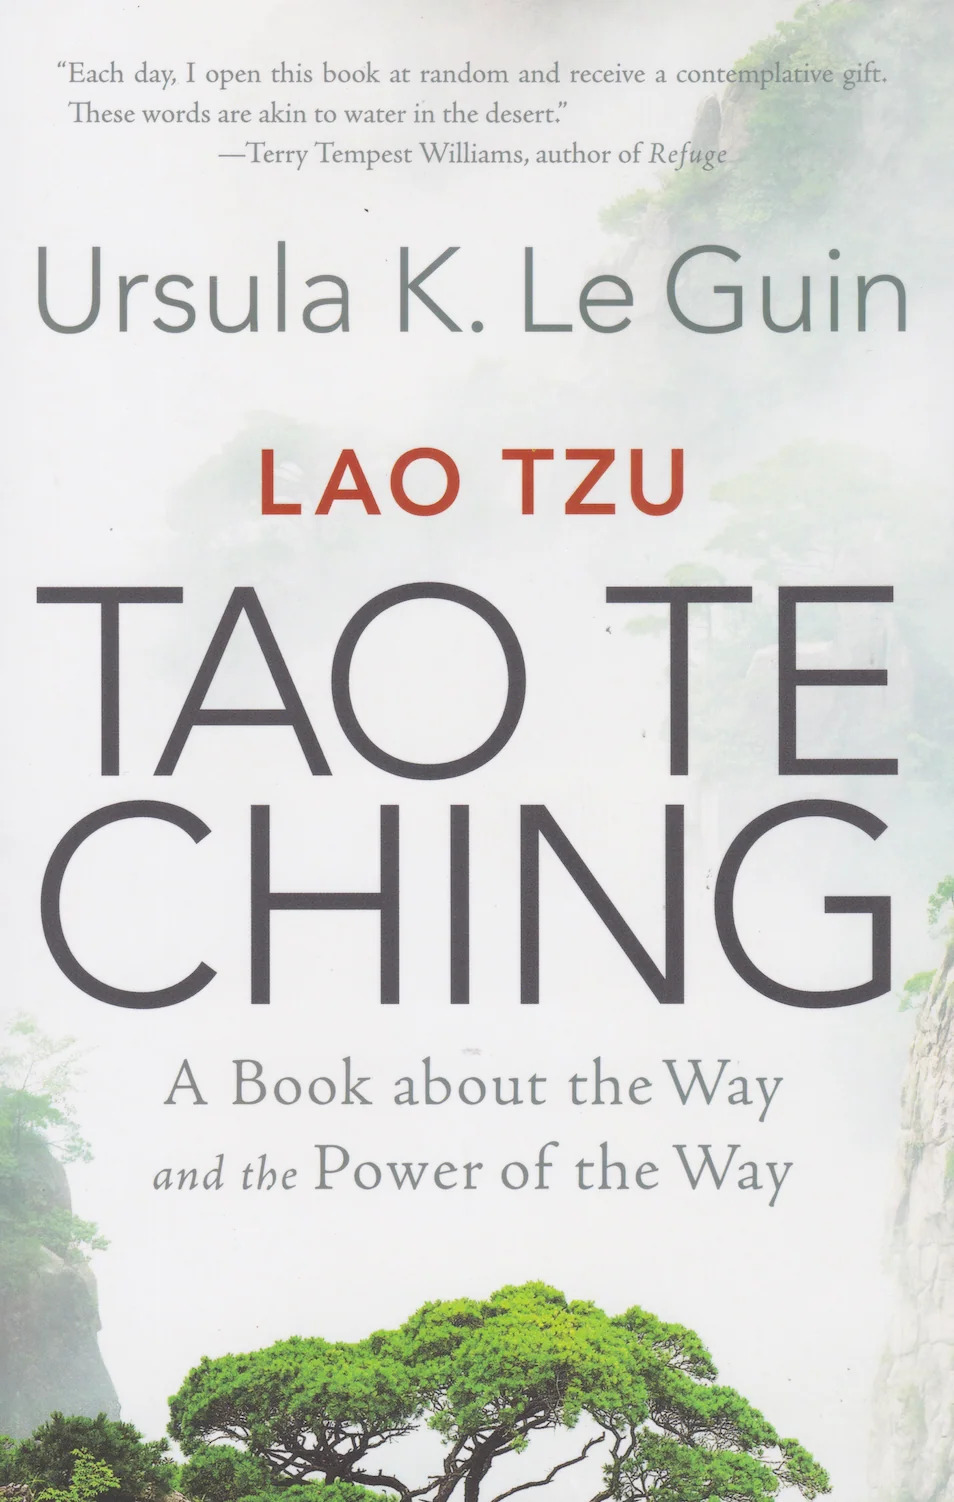 “Each day, I open this book at random and receive a contemplative gift.
These words are akin to water in the desert.”
—Terry Tempest Williams, author of Refuge
Ursula K. Le Guin
LAO TZU
TAO TE
CHING
A Book about the Way
and the Power of the Way